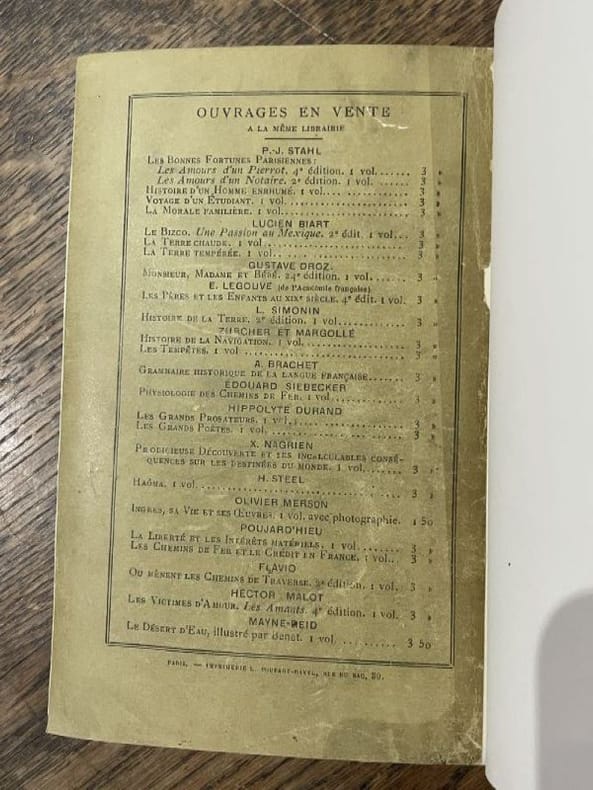 OUVRAGES EN VENTE
A LA MÊME LIBRAIRIE
P.-J. STAHL
LES BONNES FORTUNES PARISIENNES :
Les Amours d'un Pierrot. 4e édition. 1 vol....... 3 »
Les Amours d'un Notaire. 2e édition. 1 vol. ...... 3 »
HISTOIRE D'UN HOMME ENRHUMÉ. 1 vol.............. 3 »
VOYAGE D'UN ÉTUDIANT. 1 vol..................... 3 »
LA MORALE FAMILIÈRE. 1 vol...................... 3 »
LUCIEN BIART
LE BIZCO. Une Passion au Mexique. 2e édit. 1 vol... 3 »
LA TERRE CHAUDE. 1 vol ......................... 3 »
LA TERRE TEMPÉRÉE. 1 vol........................ 3 »
GUSTAVE DROZ.
MONSIEUR, MADAME ET BÉBÉ. 24e édition. 1 vol....... 3 »
E. LEGOUVÉ (de l'Académie française)
LES PÈRES ET LES ENFANTS AU XIXe SIÈCLE. 4e édit. 1 vol. 3 »
L. SIMONIN
HISTOIRE DE LA TERRE. 2e édition. 1 vol............ 3 »
ZURCHER ET MARGOLLÉ
HISTOIRE DE LA NAVIGATION. 1 vol................... 3 »
LES TEMPÊTES. 1 vol ............................ 3 »
A. BRACHET
GRAMMAIRE HISTORIQUE DE LA LANGUE FRANÇAISE....... 3 »
ÉDOUARD SIEBECKER
PHYSIOLOGIE DES CHEMINS DE FER. 1 vol.............. 3 »
HIPPOLYTE DURAND
LES GRANDS PROSATEURS. 1 vol....................... 3 »
LES GRANDS POÈTES. 1 vol........................... 3 »
X. NAGRIEN
PRODIGIEUSE DÉCOUVERTE ET SES INCALCULABLES CONSÉ-
QUENCES SUR LES DESTINÉES DU MONDE. 1 vol.......... 3 »
H. STEEL
HAÔMA. 1 vol....................................... 3 »
OLIVIER MERSON
INGRES, SA VIE ET SES ŒUVRES. 1 vol. avec photographie. 1 50
POUJARD'HIEU
LA LIBERTÉ ET LES INTÉRÊTS MATÉRIELS. 1 vol........ 3 »
LES CHEMINS DE FER ET LE CRÉDIT EN FRANCE. 1 vol... 3 »
FLAVIO
OU MÈNENT LES CHEMINS DE TRAVERSE. 2e édition. 1 vol. 3 »
HECTOR MALOT
LES VICTIMES D'AMOUR. Les Amants. 4e édition. 1 vol. 3 »
MAYNE-REID
LE DÉSERT D'EAU, illustré par Benet. 1 vol. .......... 3 50
PARIS. — IMPRIMERIE L. POUPART-DAVYL, RUE DU BAC, 30.